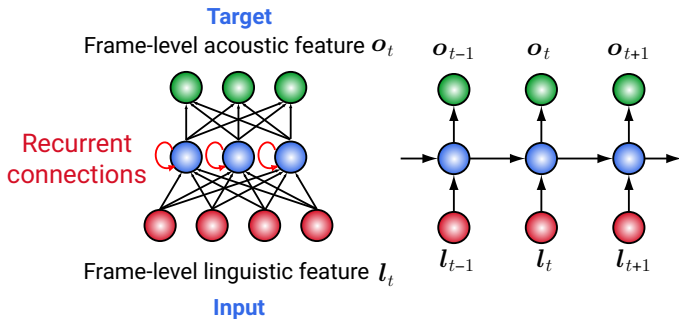 Target
Frame-level acoustic feature o_t
o_{t−1} o_t o_{t+1}
Recurrent
connections
l_{t−1} l_t l_{t+1}
Frame-level linguistic feature l_t
Input